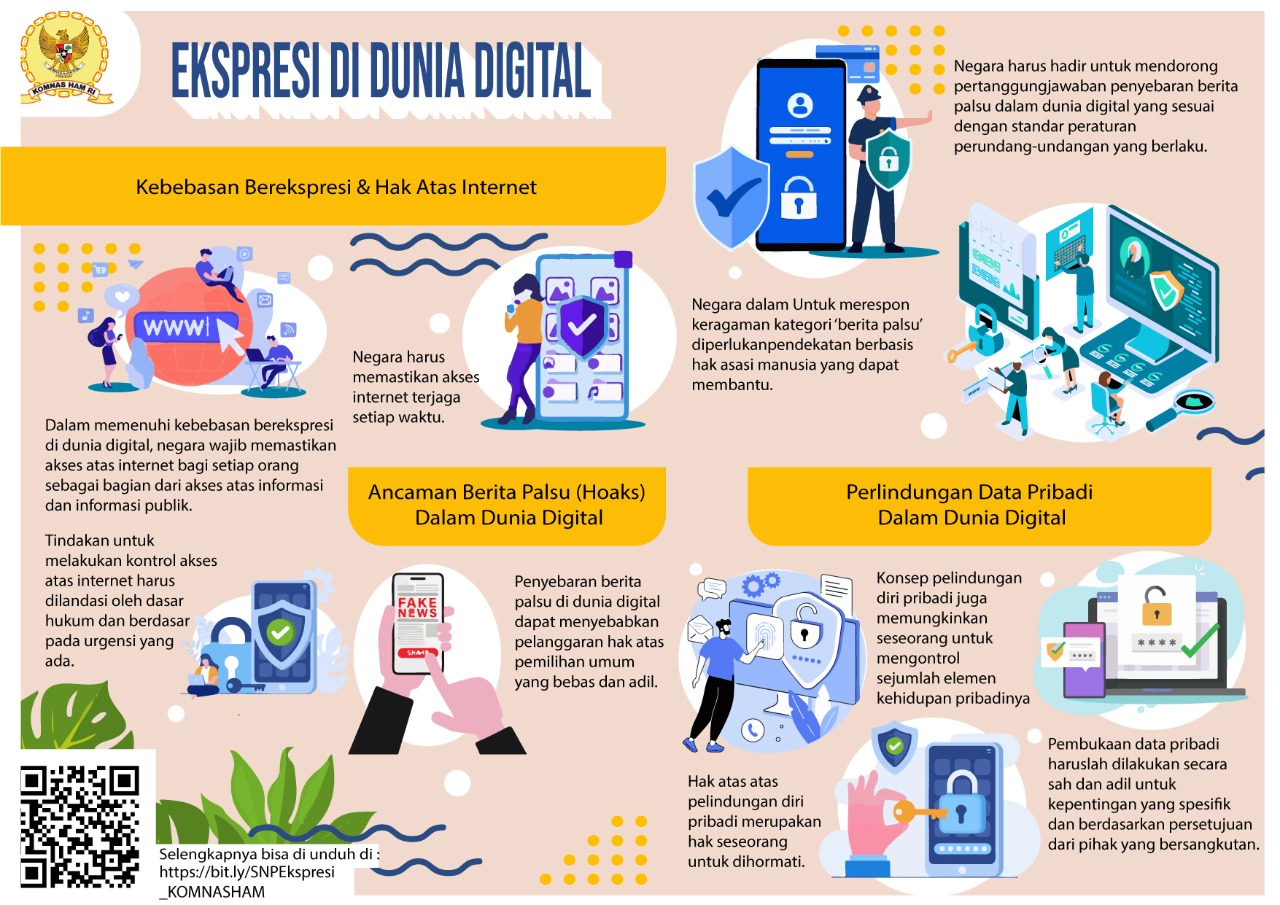 KOMNAS HAM RI
EKSPRESI DI DUNIA DIGITAL
Kebebasan Berekspresi & Hak Atas Internet
WWW
Dalam memenuhi kebebasan berekspresi
di dunia digital, negara wajib memastikan
akses atas internet bagi setiap orang
sebagai bagian dari akses atas informasi
dan informasi publik.
Tindakan untuk
melakukan kontrol akses
atas internet harus
dilandasi oleh dasar
hukum dan berdasar
pada urgensi yang
ada.
Negara harus
memastikan akses
internet terjaga
setiap waktu.
Ancaman Berita Palsu (Hoaks)
Dalam Dunia Digital
FAKE
NEWS
SHARE
Penyebaran berita
palsu di dunia digital
dapat menyebabkan
pelanggaran hak atas
pemilihan umum
yang bebas dan adil.
Negara harus hadir untuk mendorong
pertanggungjawaban penyebaran berita
palsu dalam dunia digital yang sesuai
dengan standar peraturan
perundang-undangan yang berlaku.
Negara dalam Untuk merespon
keragaman kategori ‘berita palsu’
diperlukanpendekatan berbasis
hak asasi manusia yang dapat
membantu.
www
Perlindungan Data Pribadi
Dalam Dunia Digital
Konsep pelindungan
diri pribadi juga
memungkinkan
seseorang untuk
mengontrol
sejumlah elemen
kehidupan pribadinya
****
Hak atas atas
pelindungan diri
pribadi merupakan
hak seseorang
untuk dihormati.
Pembukaan data pribadi
haruslah dilakukan secara
sah dan adil untuk
kepentingan yang spesifik
dan berdasarkan persetujuan
dari pihak yang bersangkutan.
Selengkapnya bisa di unduh di :
https://bit.ly/SNPEkspresi
_KOMNASHAM